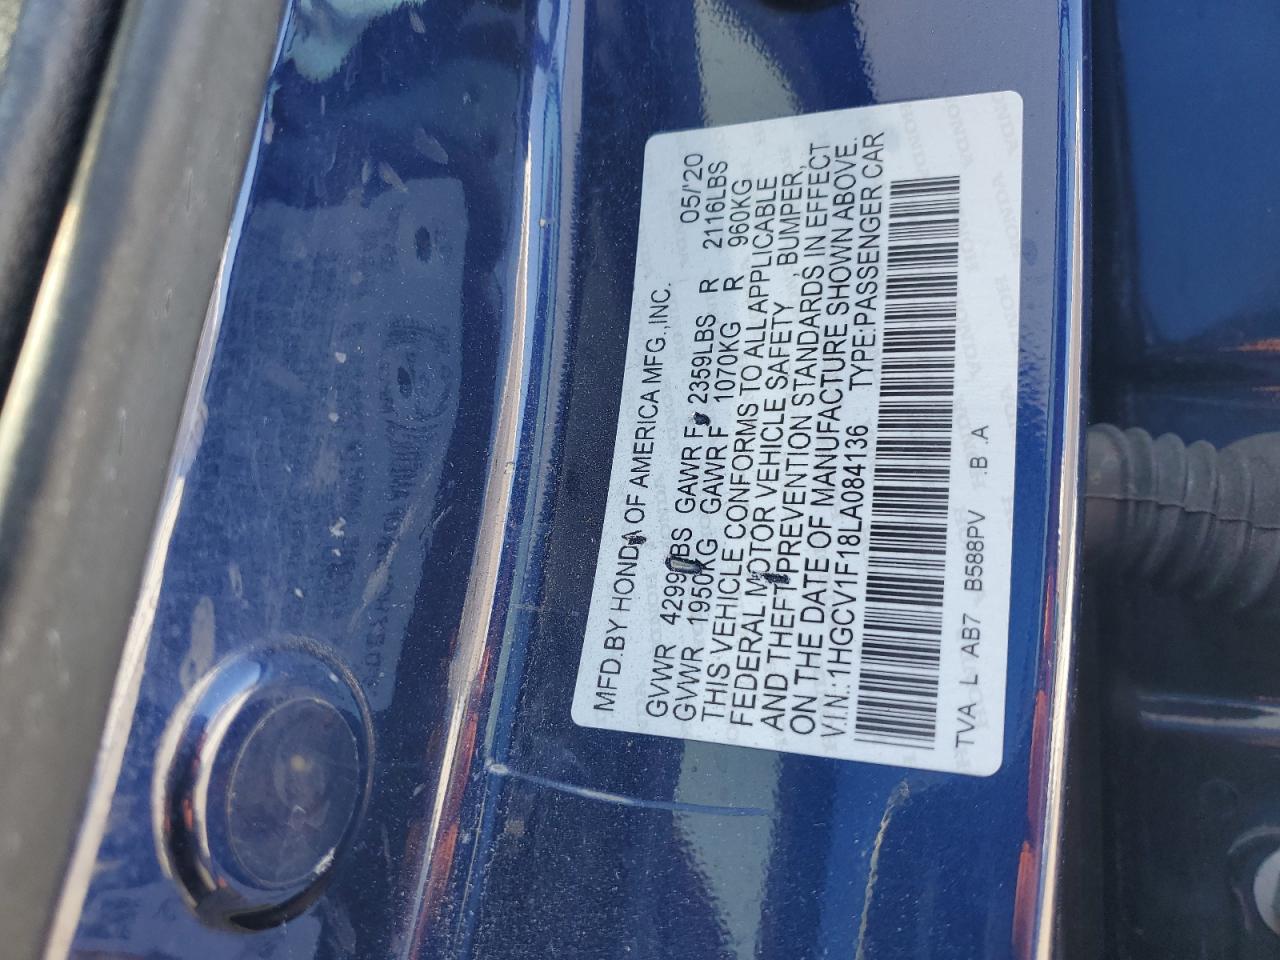 MFD.BY HONDA OF AMERICA MFG.,INC. 05/'20
GVWR 4299LBS GAWR F 2359LBS R 2116LBS
GVWR 1950KG GAWR F 1070KG R 960KG
THIS VEHICLE CONFORMS TO ALL APPLICABLE
FEDERAL MOTOR VEHICLE SAFETY, BUMPER,
AND THEFT PREVENTION STANDARDS IN EFFECT
ON THE DATE OF MANUFACTURE SHOWN ABOVE.
V.I.N.:1HGCV1F18LA084136 TYPE:PASSENGER CAR
TVA L AB7 B588PV .B .A